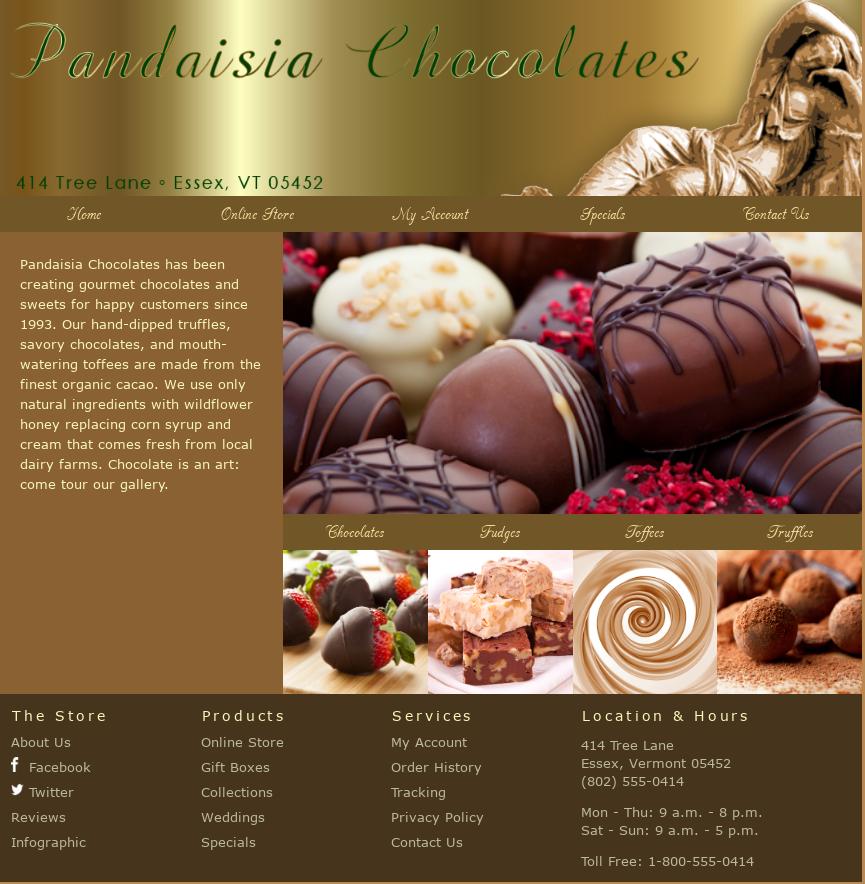 Pandaisia Chocolates
414 Tree Lane ◦ Essex, VT 05452
Home Online Store My Account Specials Contact Us
Pandaisia Chocolates has been
creating gourmet chocolates and
sweets for happy customers since
1993. Our hand-dipped truffles,
savory chocolates, and mouth-
watering toffees are made from the
finest organic cacao. We use only
natural ingredients with wildflower
honey replacing corn syrup and
cream that comes fresh from local
dairy farms. Chocolate is an art:
come tour our gallery.
Chocolates Fudges Toffees Truffles
The Store
About Us
Facebook
Twitter
Reviews
Infographic
Products
Online Store
Gift Boxes
Collections
Weddings
Specials
Services
My Account
Order History
Tracking
Privacy Policy
Contact Us
Location & Hours
414 Tree Lane
Essex, Vermont 05452
(802) 555-0414
Mon - Thu: 9 a.m. - 8 p.m.
Sat - Sun: 9 a.m. - 5 p.m.
Toll Free: 1-800-555-0414